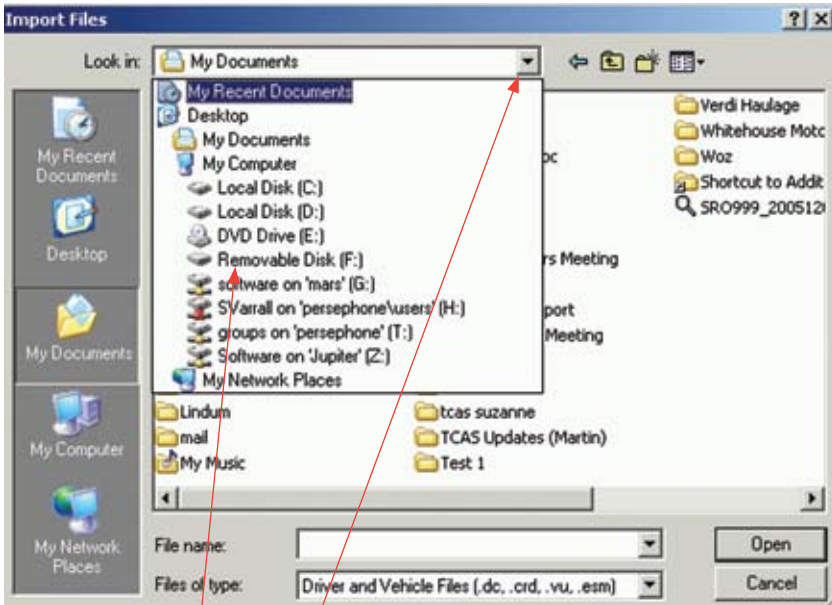 Import Files
Look in:
My Documents
My Recent Documents
Desktop
My Documents
My Computer
Local Disk (C:)
Local Disk (D:)
DVD Drive (E:)
Removable Disk (F:)
software on 'mars' (G:)
SVarrall on 'persephone\users' (H:)
groups on 'persephone' (T:)
Software on 'Jupiter' (Z:)
My Network Places
My Recent
Documents
Desktop
My Documents
My Computer
My Network
Places
Verdi Haulage
Whitehouse Motc
Woz
Shortcut to Addit
SRO999_2005120
oc
rs Meeting
port
Meeting
Lindum
mail
My Music
tcas suzanne
TCAS Updates (Martin)
Test 1
File name:
Open
Files of type:
Driver and Vehicle Files (.dc, .crd, .vu, .esm)
Cancel